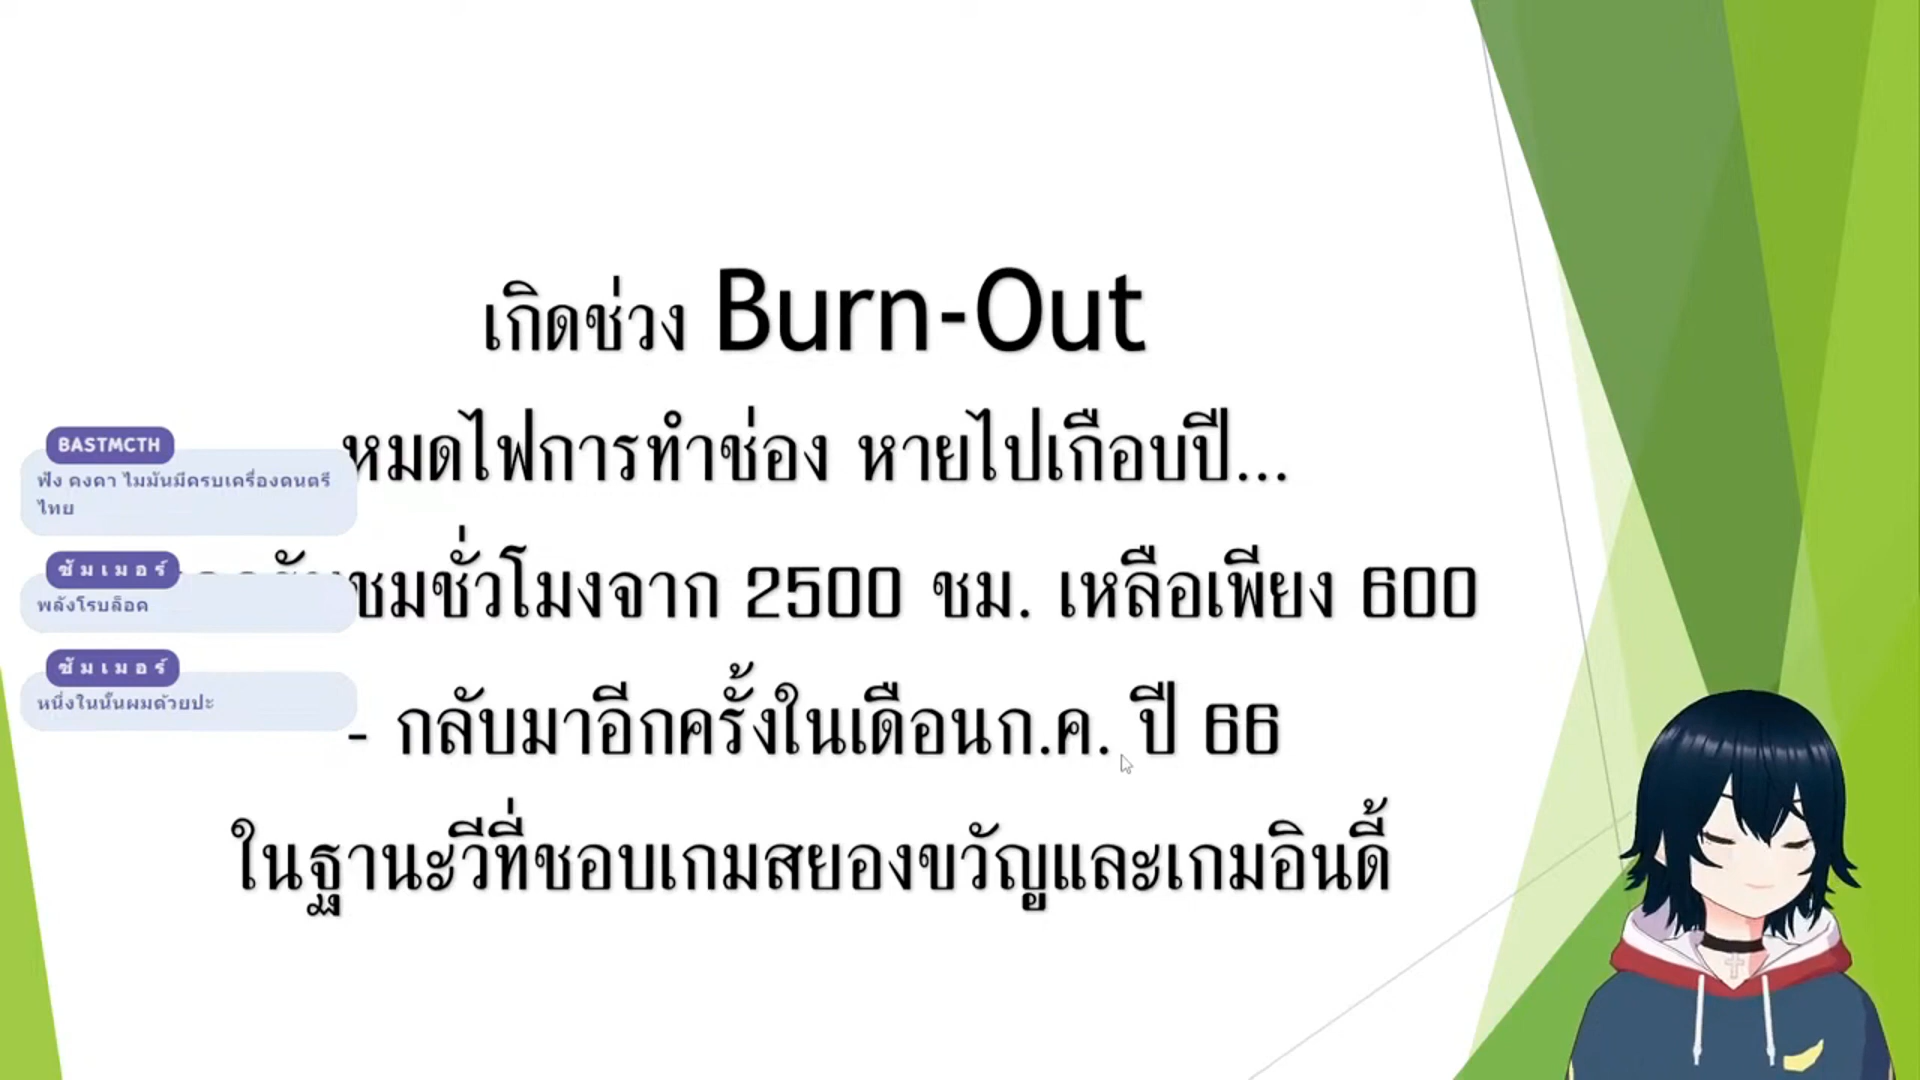 เกิดช่วง Burn-Out
หมดไฟการทำช่อง หายไปเกือบปี...
ชมชั่วโมงจาก 2500 ชม. เหลือเพียง 600
- กลับมาอีกครั้งในเดือนก.ค. ปี 66
ในฐานะวีที่ชอบเกมสยองขวัญและเกมอินดี้
BASTMCTH
ฟัง คงคา ไมมันมีครบเครื่องดนตรี
ไทย
ซัมเมอร์
พลังโรบล็อค
ซัมเมอร์
หนึ่งในนั้นผมด้วยปะ